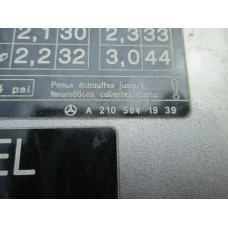 2,1 30 2,3 33
2,2 32 3,0 44
psi
Pneus échauffés jusqu'à
Neumáticos calientes hasta
A 210 584 19 39
EL